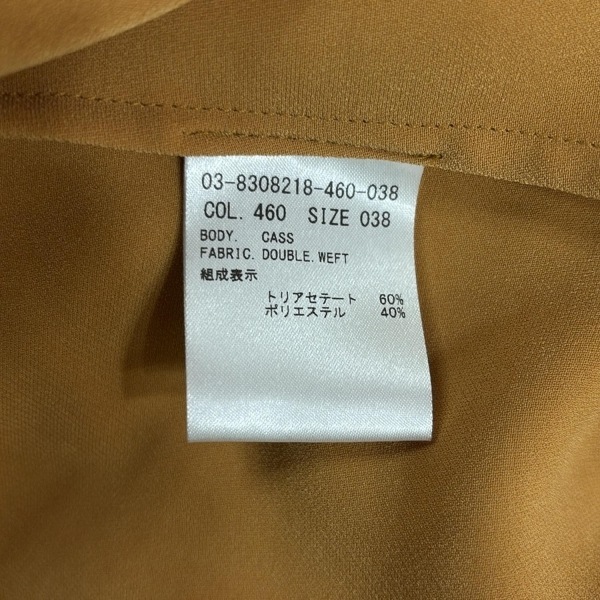 03-8308218-460-038
COL. 460 SIZE 038
BODY. CASS
FABRIC. DOUBLE. WEFT
組成表示
トリアセテート 60%
ポリエステル 40%